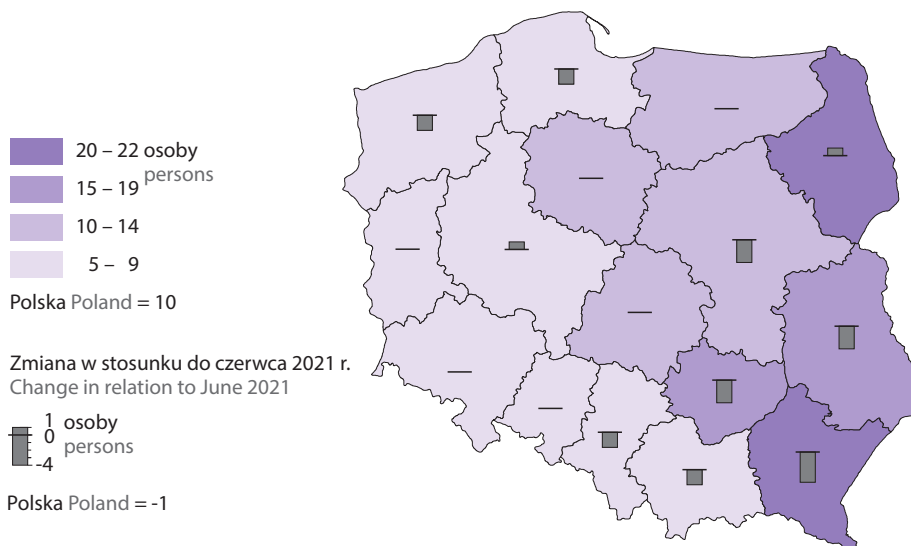 20 – 22 osoby
persons
15 – 19
10 – 14
5 – 9
Polska Poland = 10
Zmiana w stosunku do czerwca 2021 r.
Change in relation to June 2021
1 osoby
0 persons
-4
Polska Poland = -1